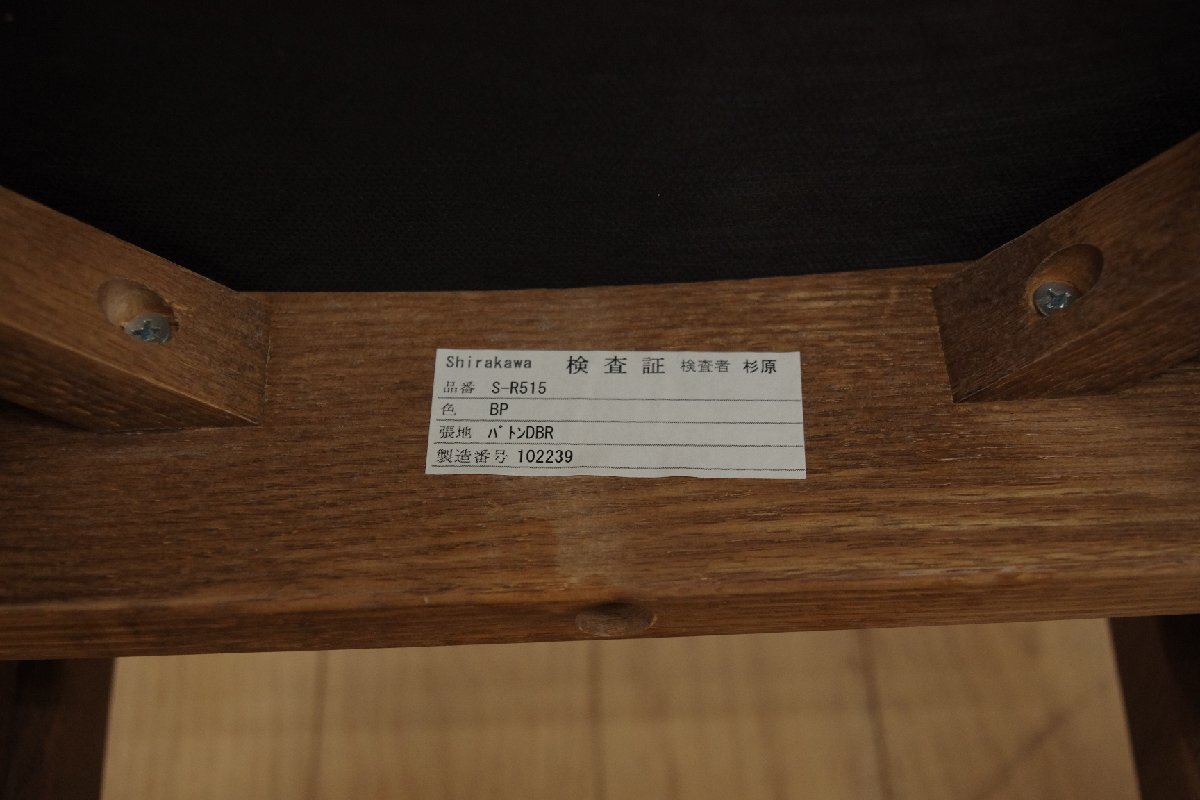 Shirakawa 検査証 検査者 杉原
品番 S-R515
色 BP
張地 ﾊﾞﾄﾝDBR
製造番号 102239